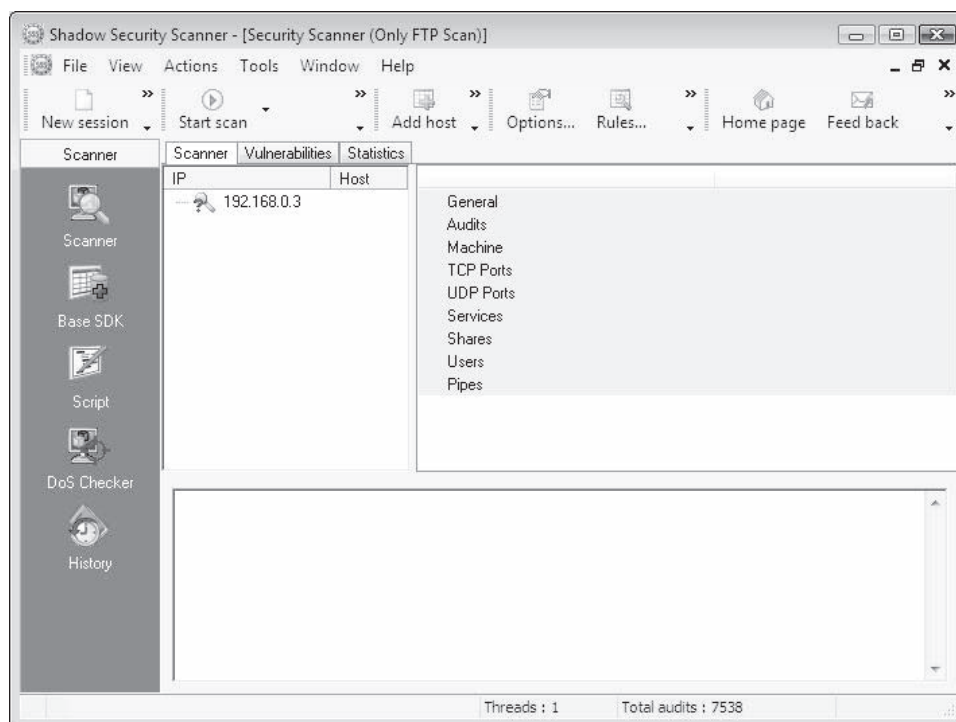 Shadow Security Scanner - [Security Scanner (Only FTP Scan)]
File View Actions Tools Window Help
New session Start scan Add host Options... Rules... Home page Feed back
Scanner
Scanner Vulnerabilities Statistics
IP Host
192.168.0.3
General
Audits
Machine
TCP Ports
UDP Ports
Services
Shares
Users
Pipes
Scanner
Base SDK
Script
DoS Checker
History
Threads : 1 Total audits : 7538